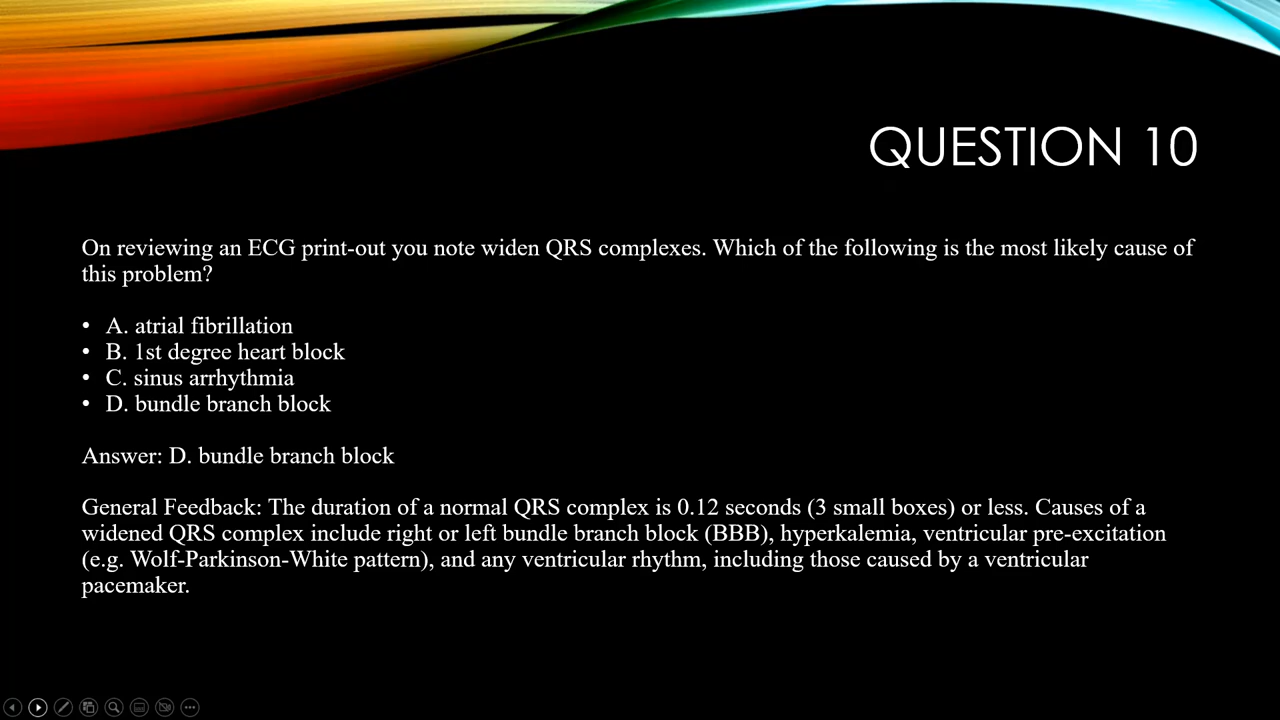 QUESTION 10
On reviewing an ECG print-out you note widen QRS complexes. Which of the following is the most likely cause of
this problem?
• A. atrial fibrillation
• B. 1st degree heart block
• C. sinus arrhythmia
• D. bundle branch block
Answer: D. bundle branch block
General Feedback: The duration of a normal QRS complex is 0.12 seconds (3 small boxes) or less. Causes of a
widened QRS complex include right or left bundle branch block (BBB), hyperkalemia, ventricular pre-excitation
(e.g. Wolf-Parkinson-White pattern), and any ventricular rhythm, including those caused by a ventricular
pacemaker.